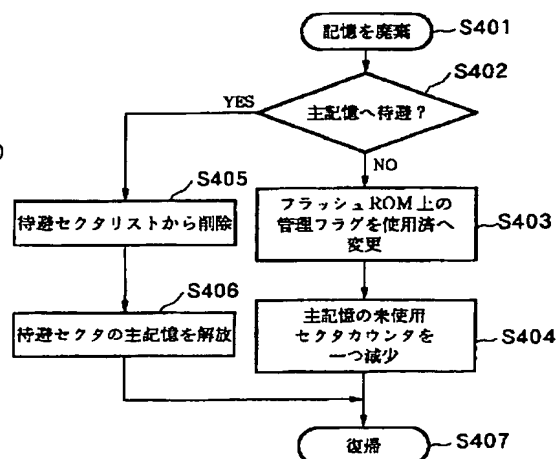 記憶を廃棄
S401
S402
主記憶へ待避?
YES
NO
S405
待避セクタリストから削除
フラッシュROM上の
管理フラグを使用済へ
変更
S403
S406
待避セクタの主記憶を解放
主記憶の未使用
セクタカウンタを
一つ減少
S404
復帰
S407